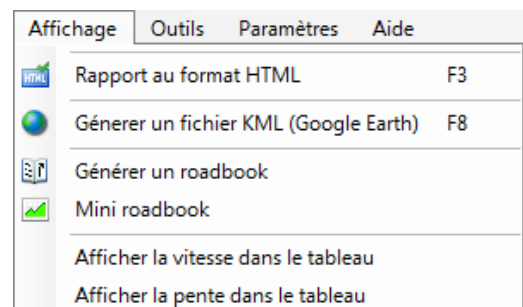 Affichage Outils Paramètres Aide
HTML Rapport au format HTML F3
Génerer un fichier KML (Google Earth) F8
Générer un roadbook
Mini roadbook
Afficher la vitesse dans le tableau
Afficher la pente dans le tableau